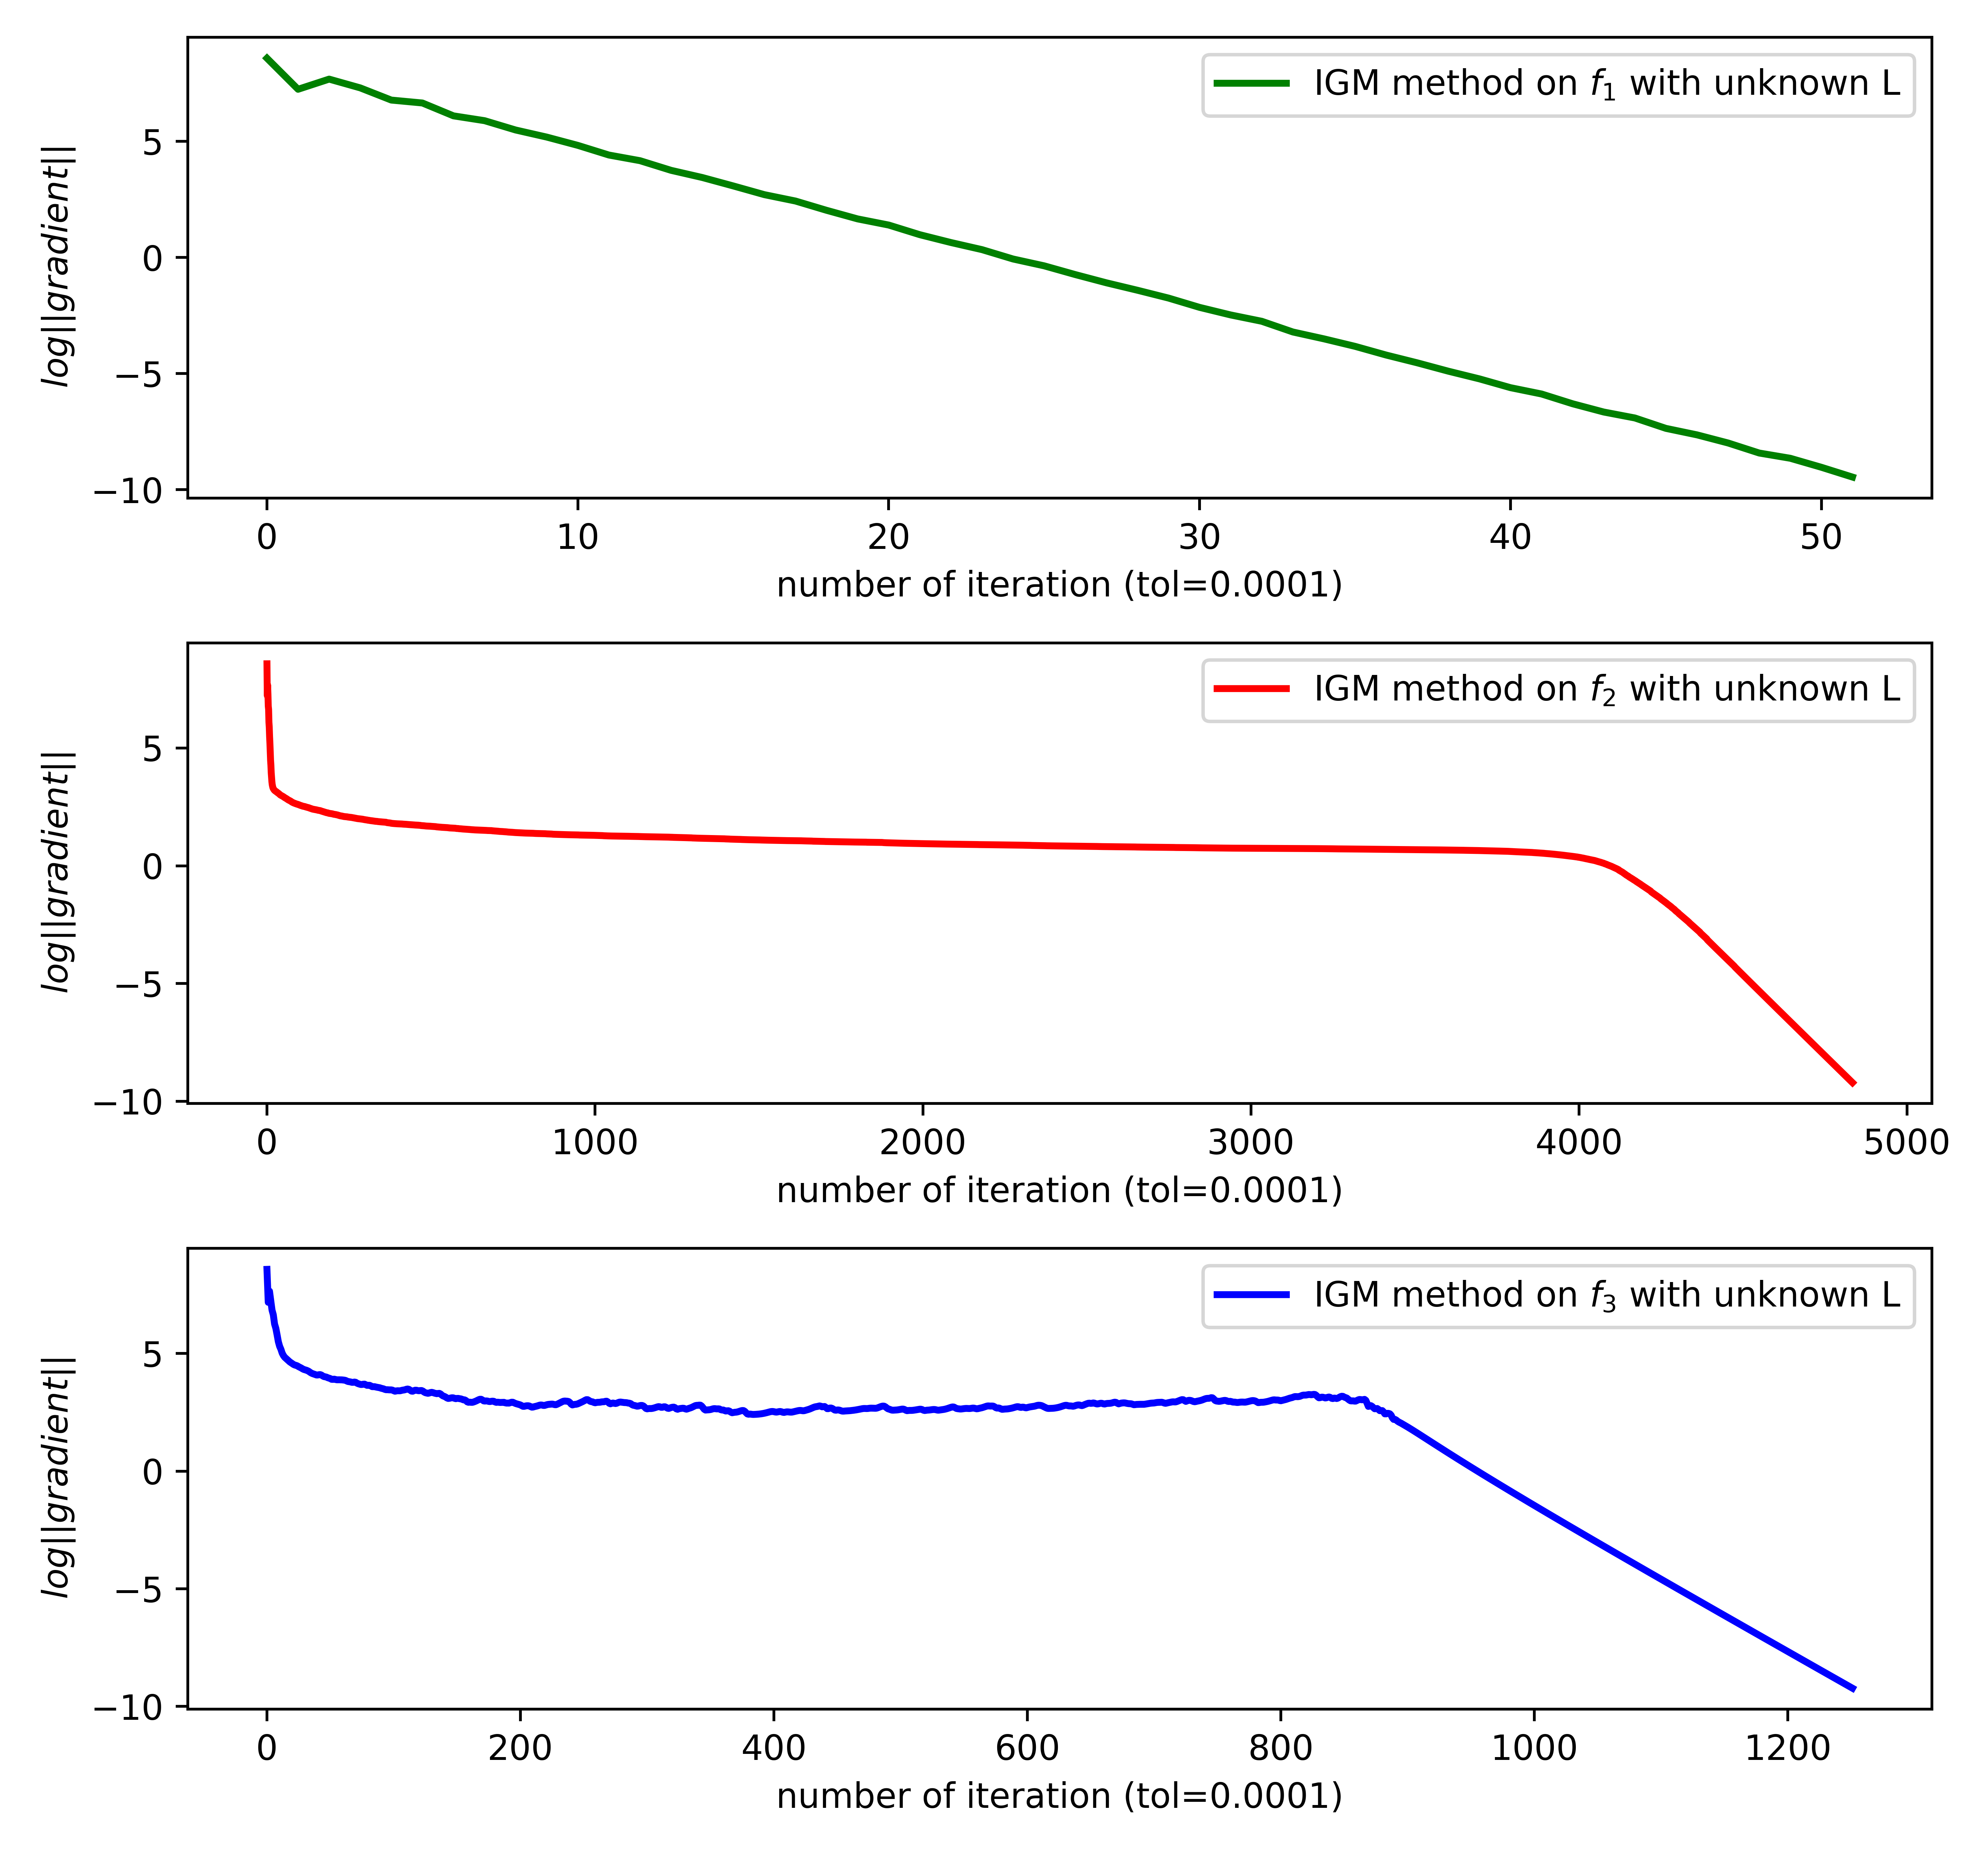 IGM method on f₁ with unknown L
log||gradient||
5
0
−5
−10
0 10 20 30 40 50
number of iteration (tol=0.0001)
IGM method on f₂ with unknown L
log||gradient||
5
0
−5
−10
0 1000 2000 3000 4000 5000
number of iteration (tol=0.0001)
IGM method on f₃ with unknown L
log||gradient||
5
0
−5
−10
0 200 400 600 800 1000 1200
number of iteration (tol=0.0001)